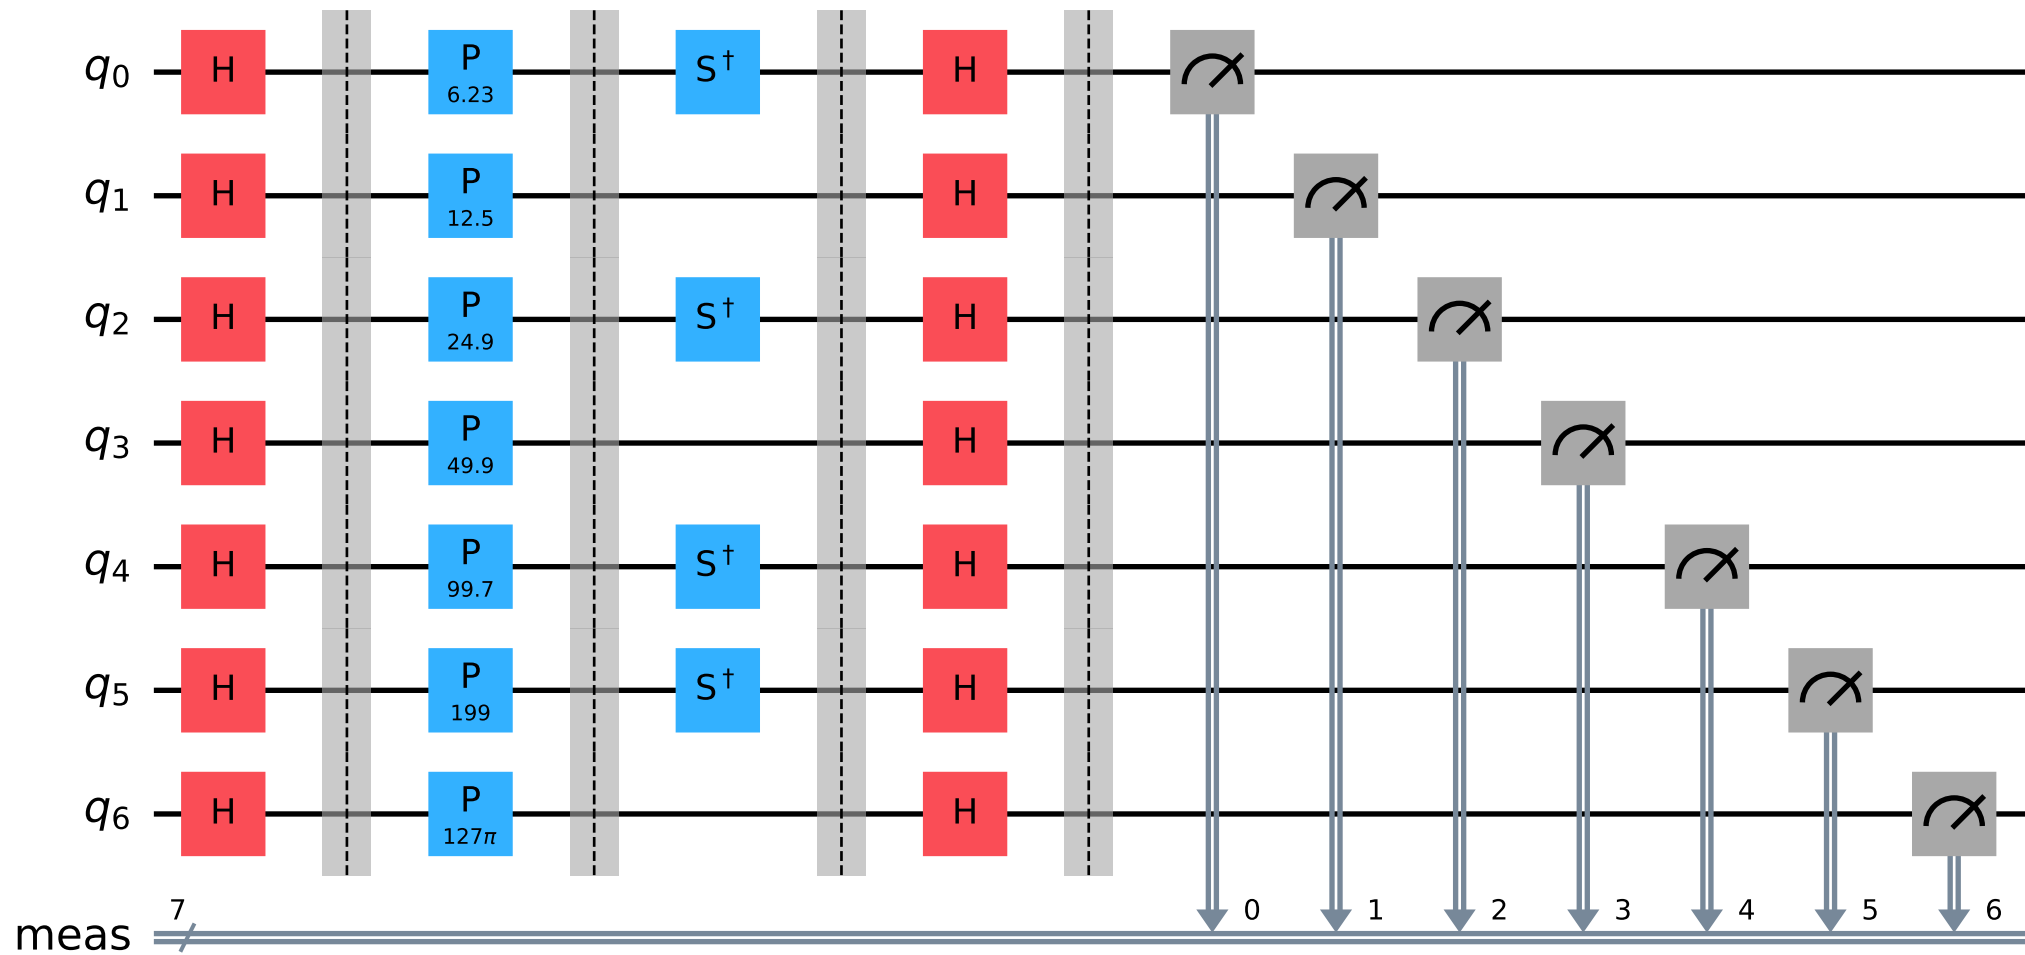 q0 H P 6.23 S† H
q1 H P 12.5 H
q2 H P 24.9 S† H
q3 H P 49.9 H
q4 H P 99.7 S† H
q5 H P 199 S† H
q6 H P 127π H
7 0 1 2 3 4 5 6
meas